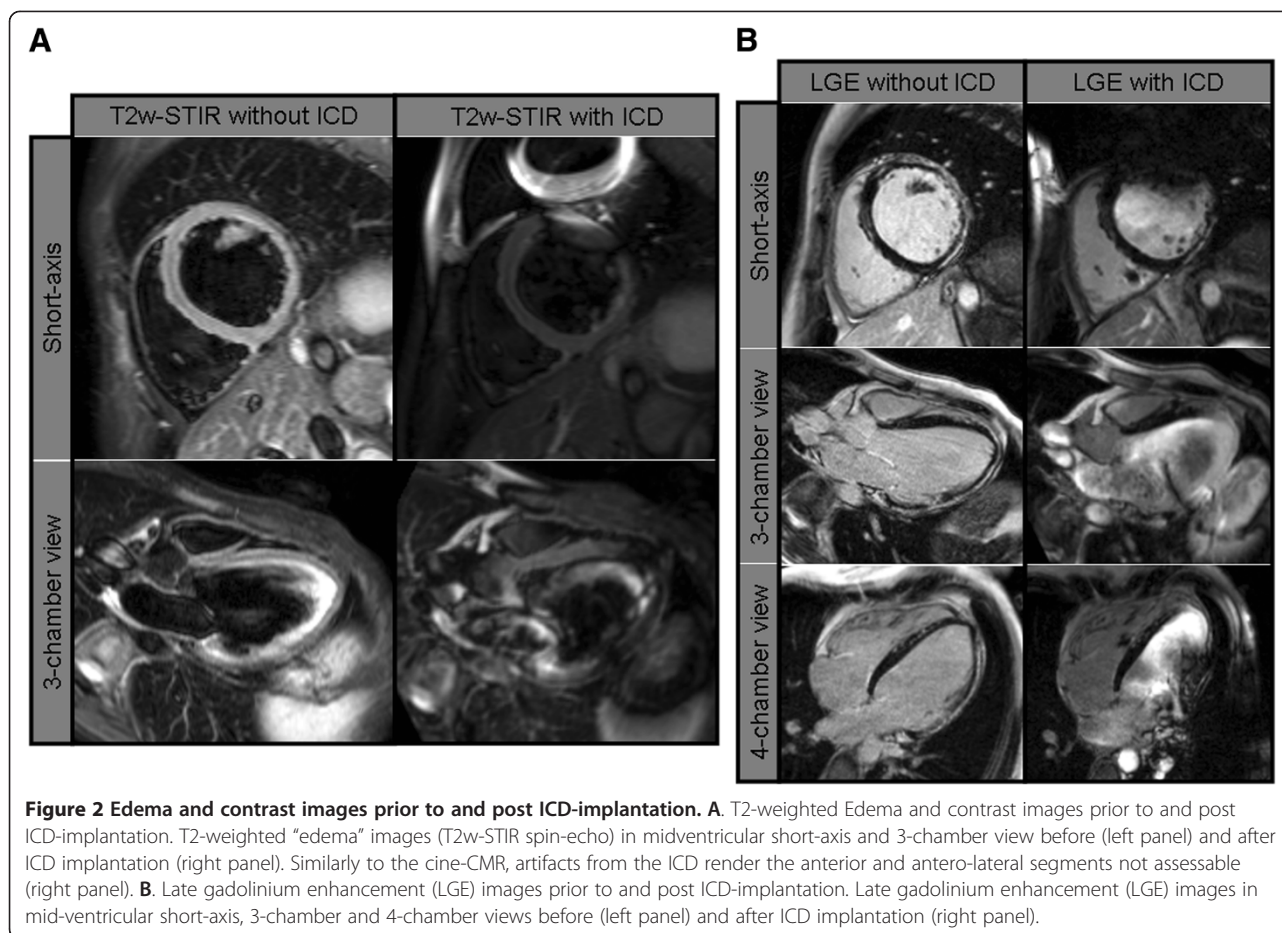 A
T2w-STIR without ICD
T2w-STIR with ICD
Short-axis
3-chamber view
B
LGE without ICD
LGE with ICD
Short-axis
3-chamber view
4-chamber view
Figure 2 Edema and contrast images prior to and post ICD-implantation. A. T2-weighted Edema and contrast images prior to and post
ICD-implantation. T2-weighted “edema” images (T2w-STIR spin-echo) in midventricular short-axis and 3-chamber view before (left panel) and after
ICD implantation (right panel). Similarly to the cine-CMR, artifacts from the ICD render the anterior and antero-lateral segments not assessable
(right panel). B. Late gadolinium enhancement (LGE) images prior to and post ICD-implantation. Late gadolinium enhancement (LGE) images in
mid-ventricular short-axis, 3-chamber and 4-chamber views before (left panel) and after ICD implantation (right panel).